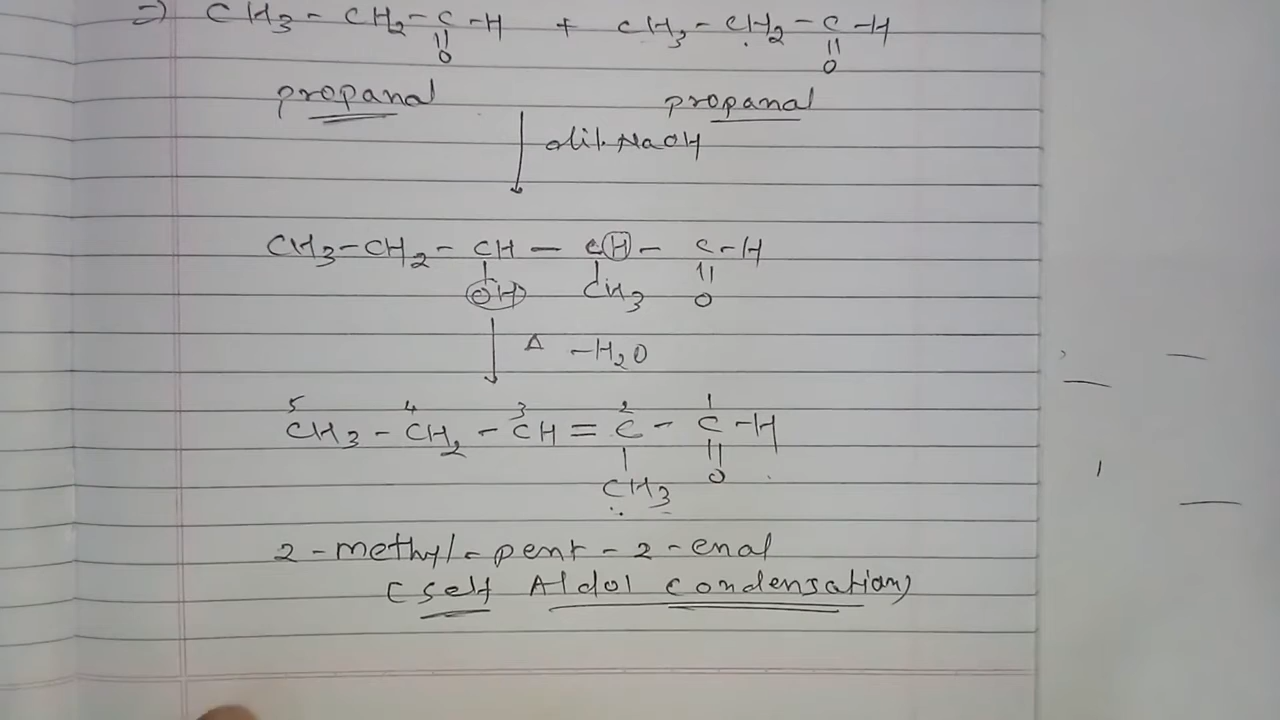 ⇒ CH3 - CH2 - C - H + CH3 - CH2 - C - H
|| ||
O O
propanal propanal
dil. NaOH
CH3 - CH2 - CH - CH - C - H
| | ||
OH CH3 O
Δ -H2O
5 4 3 2 1
CH3 - CH2 - CH = C - C - H
| ||
CH3 O
2-methyl-pent-2-enal
(self Aldol condensation)